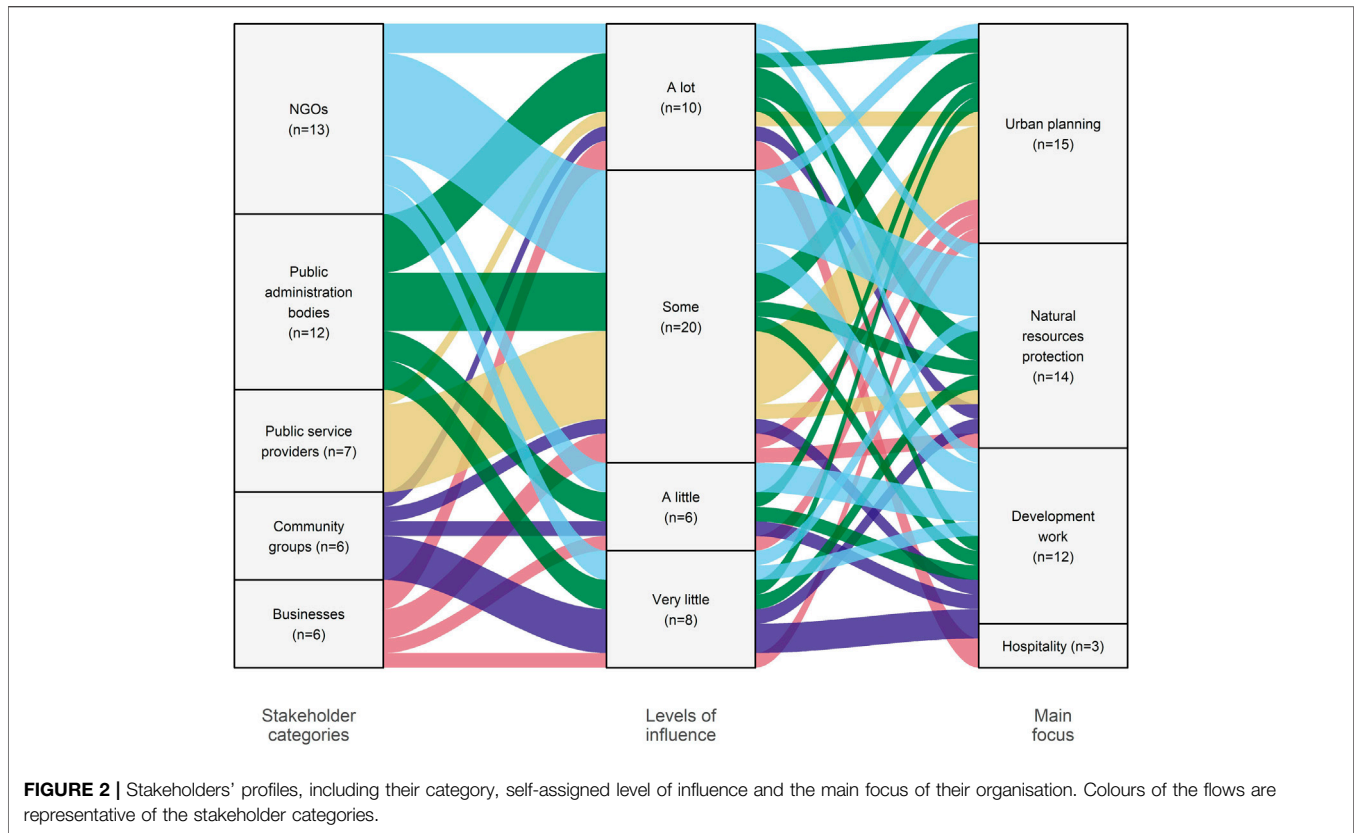 NGOs
(n=13)
Public
administration
bodies
(n=12)
Public service
providers (n=7)
Community
groups (n=6)
Businesses
(n=6)
A lot
(n=10)
Some
(n=20)
A little
(n=6)
Very little
(n=8)
Urban planning
(n=15)
Natural
resources
protection
(n=14)
Development
work
(n=12)
Hospitality (n=3)
Stakeholder
categories
Levels of
influence
Main
focus
FIGURE 2 | Stakeholders’ profiles, including their category, self-assigned level of influence and the main focus of their organisation. Colours of the flows are
representative of the stakeholder categories.